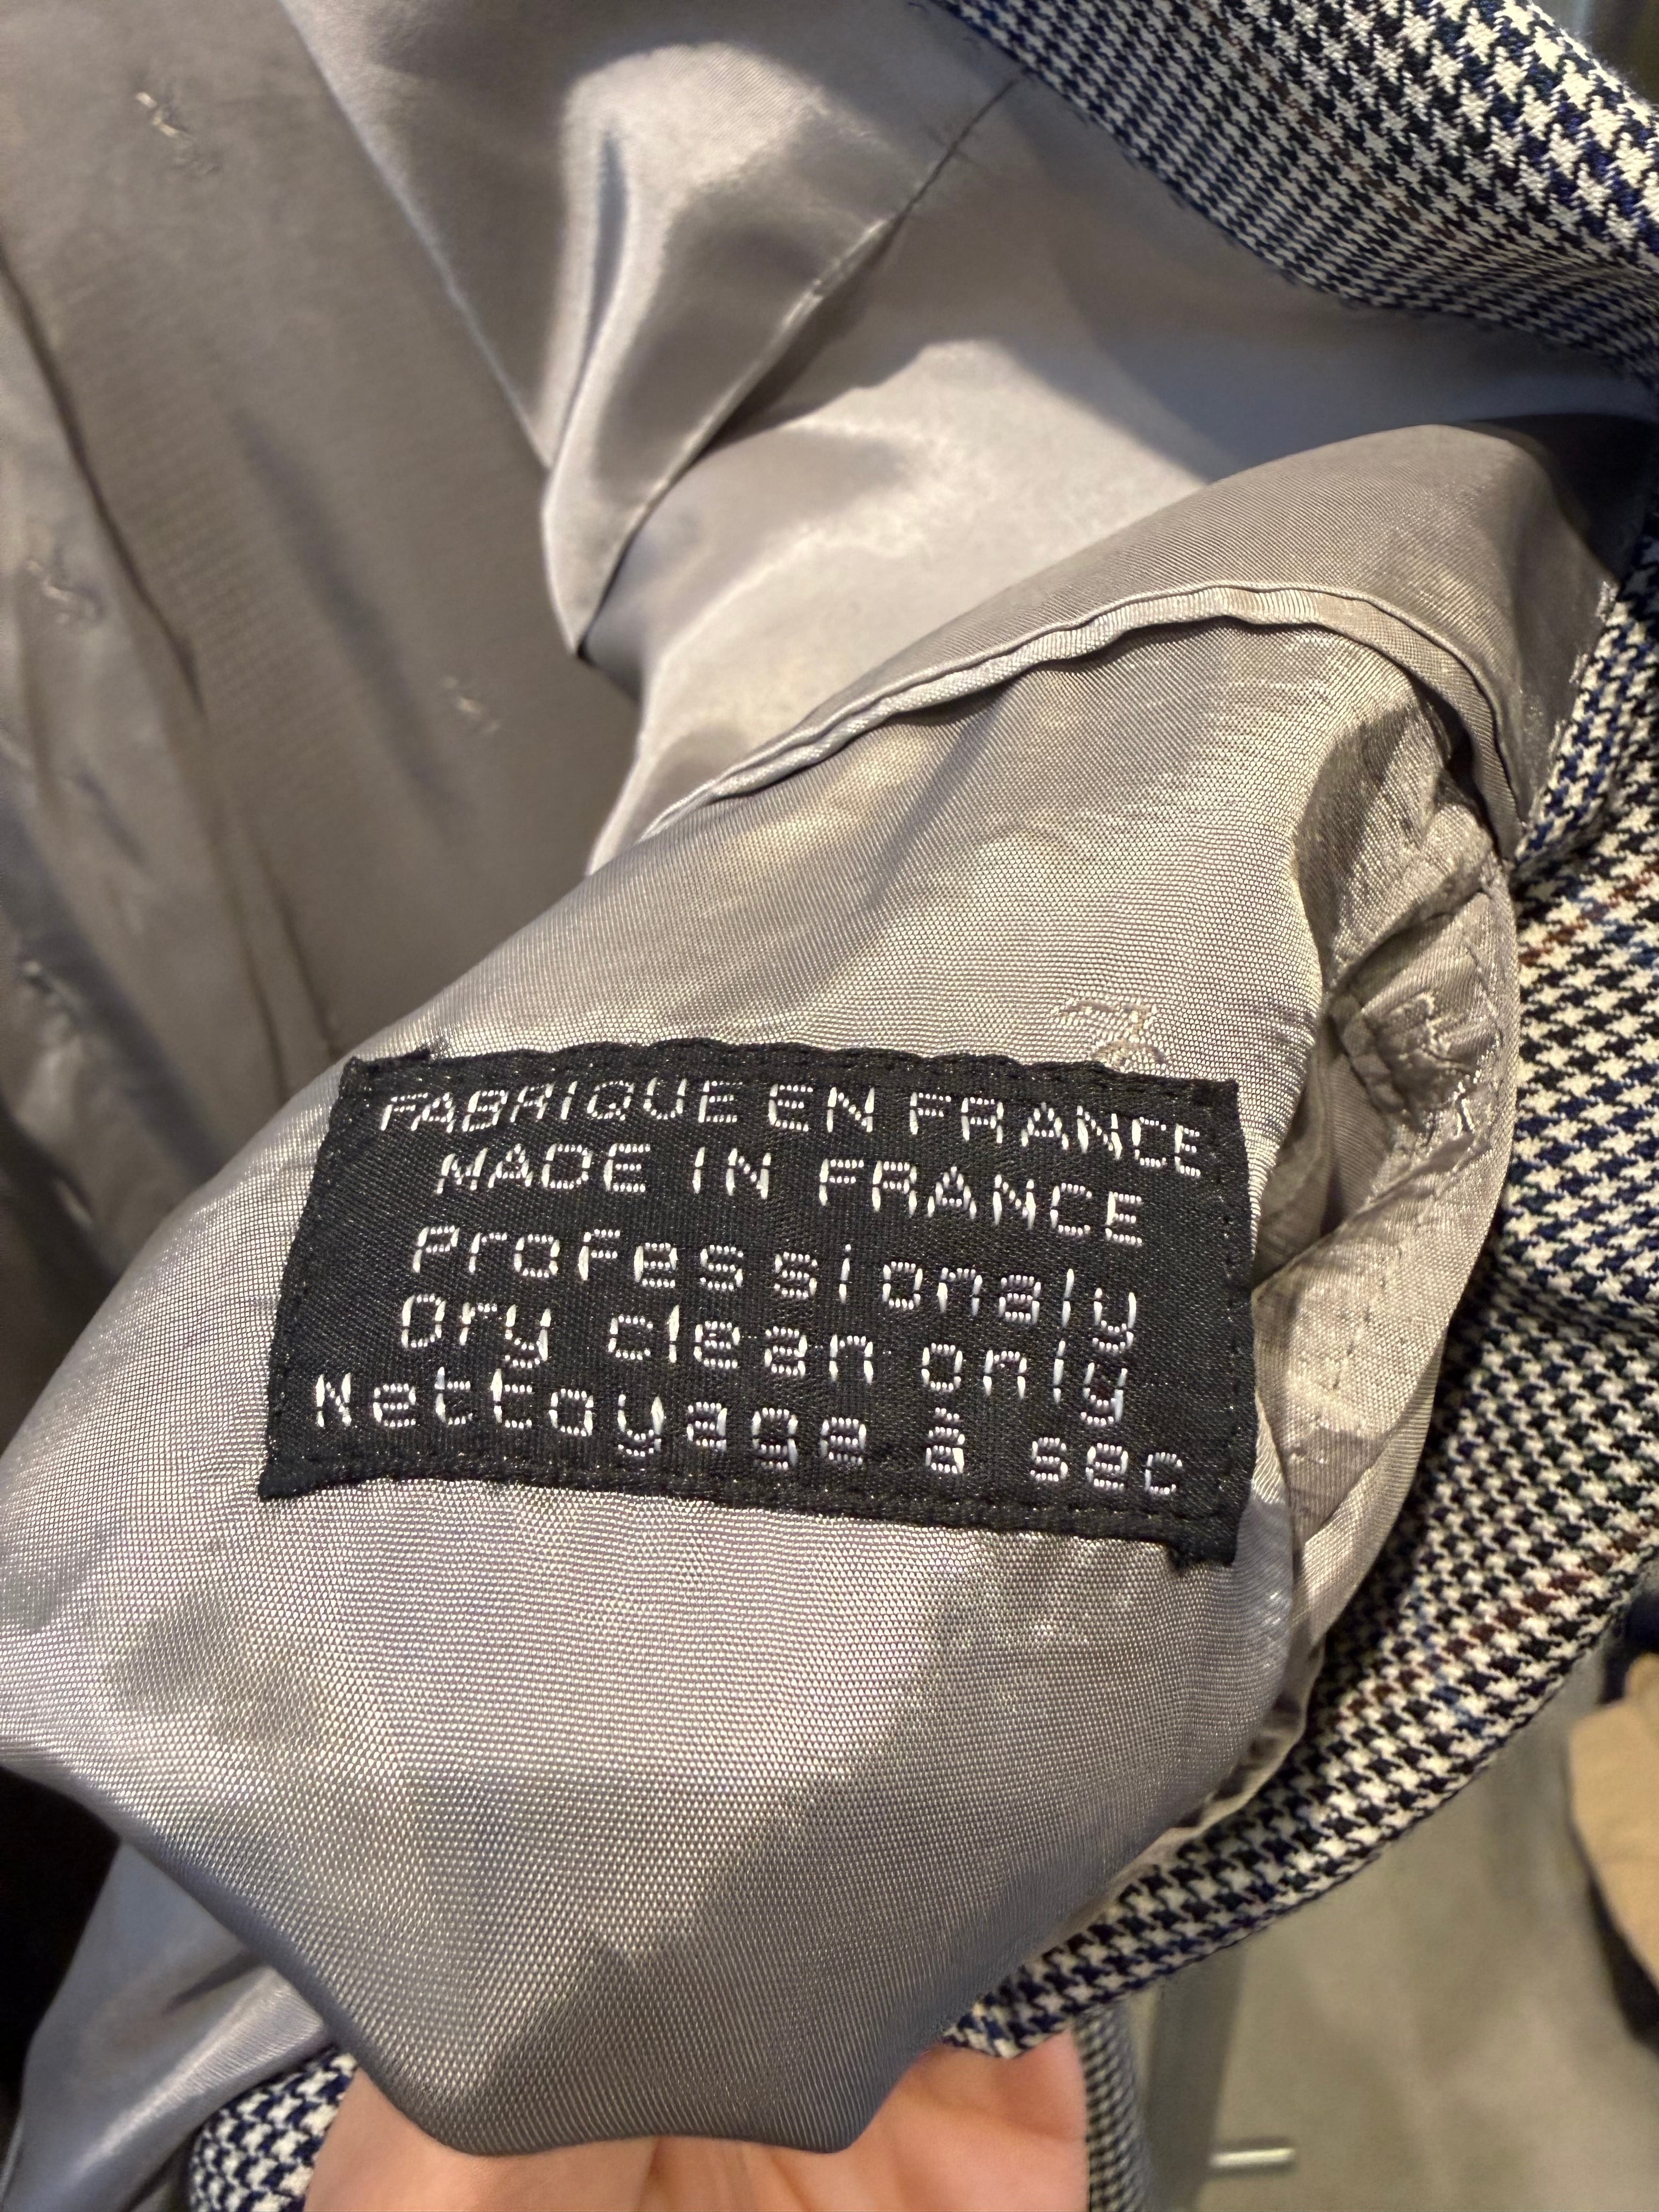 FABRIQUE EN FRANCE
MADE IN FRANCE
Professionaly
Dry clean only
Nettoyage à sec